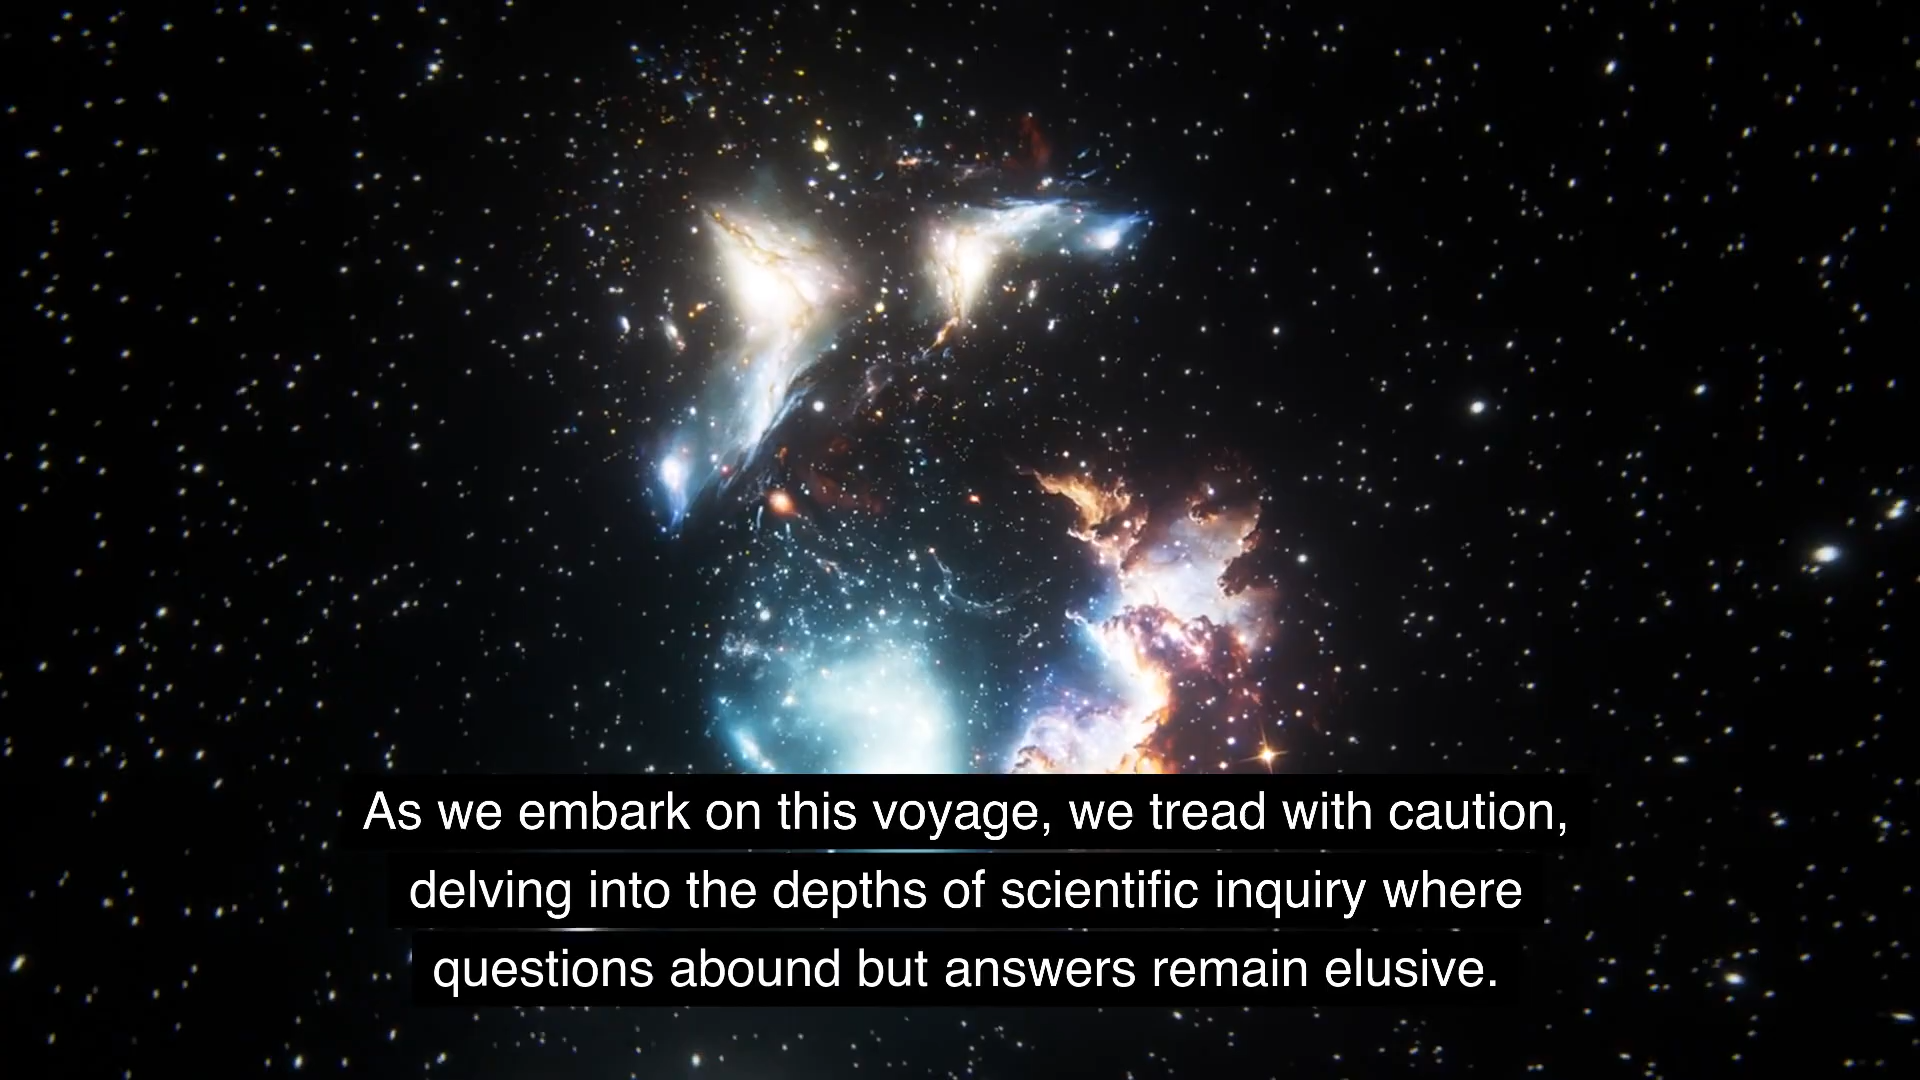 As we embark on this voyage, we tread with caution,
delving into the depths of scientific inquiry where
questions abound but answers remain elusive.